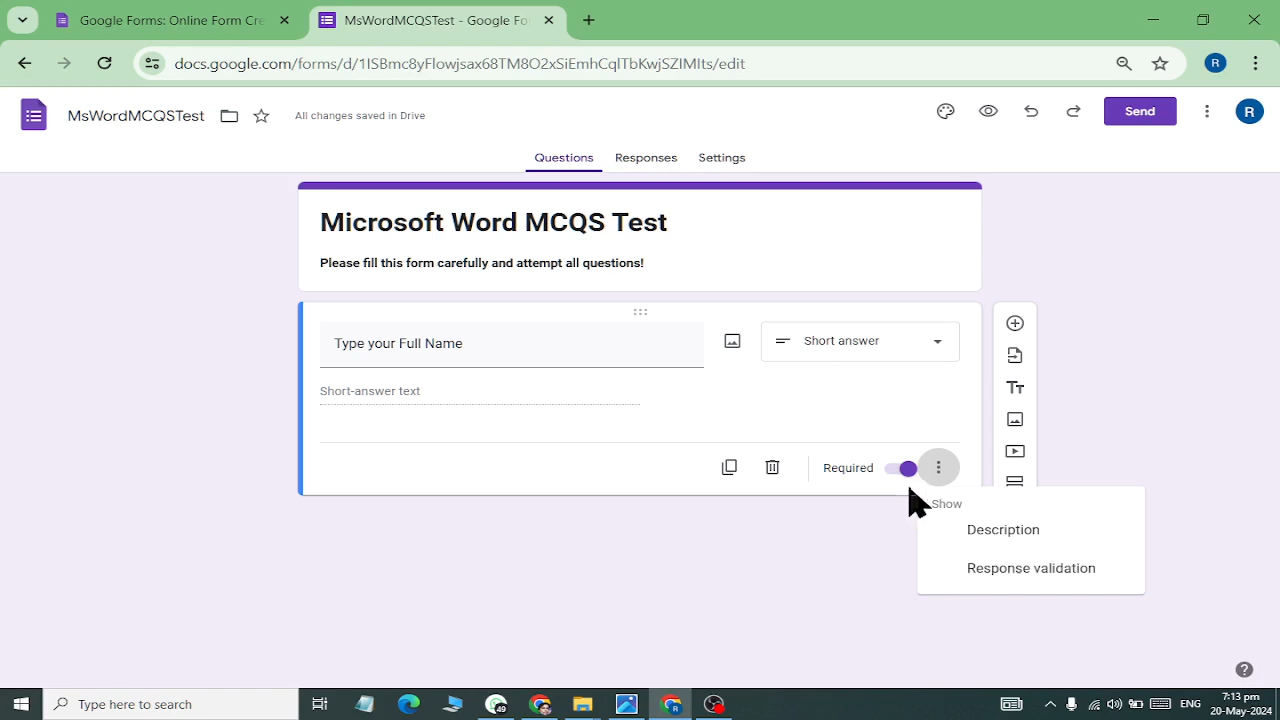 Google Forms: Online Form Cre
MsWordMCQSTest - Google Fo
docs.google.com/forms/d/1ISBmc8yFlowjsax68TM8O2xSiEmhCqlTbKwjSZIMIts/edit
R
MsWordMCQSTest
All changes saved in Drive
Send
R
Questions
Responses
Settings
Microsoft Word MCQS Test
Please fill this form carefully and attempt all questions!
Type your Full Name
Short answer
Short-answer text
Required
Show
Description
Response validation
Type here to search
ENG
7:13 pm
20-May-2024